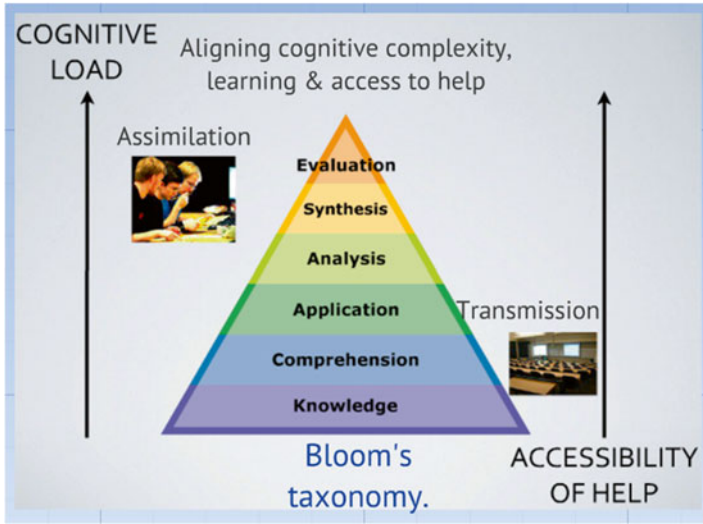 COGNITIVE
LOAD
Aligning cognitive complexity,
learning & access to help
Assimilation
Evaluation
Synthesis
Analysis
Application
Transmission
Comprehension
Knowledge
Bloom's
taxonomy.
ACCESSIBILITY
OF HELP